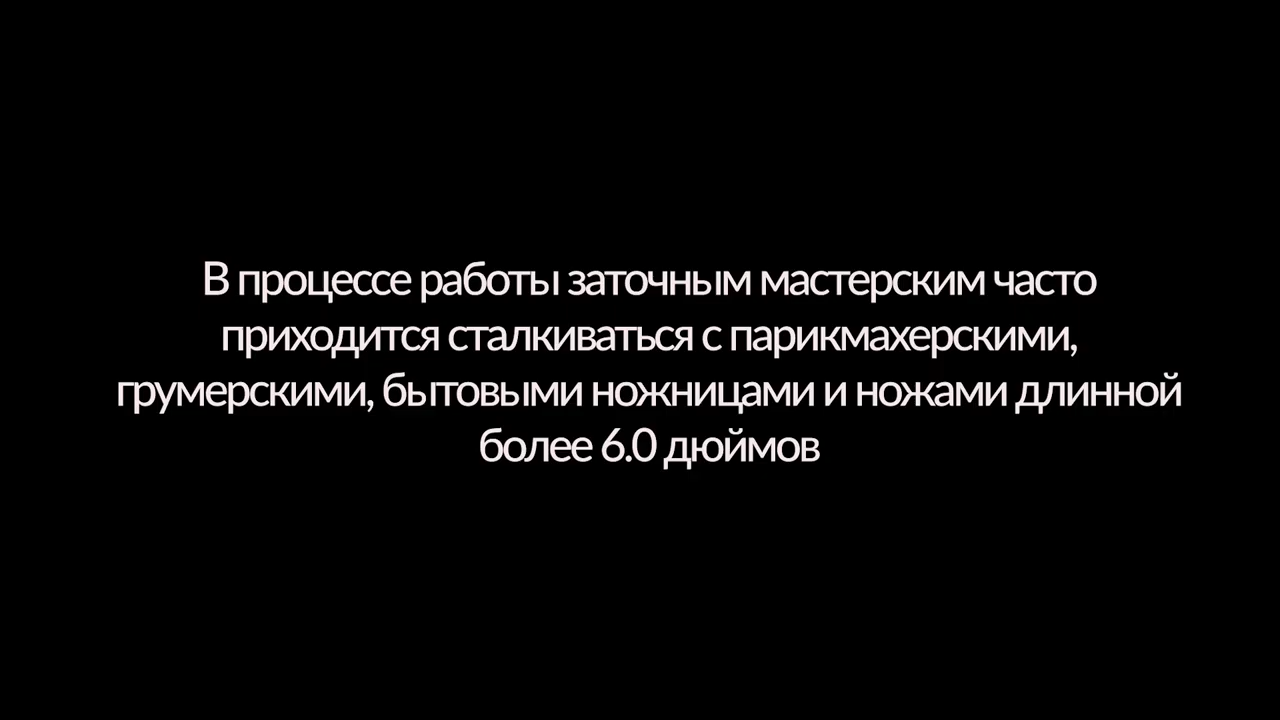 В процессе работы заточным мастерским часто
приходится сталкиваться с парикмахерскими,
грумерскими, бытовыми ножницами и ножами длинной
более 6.0 дюймов